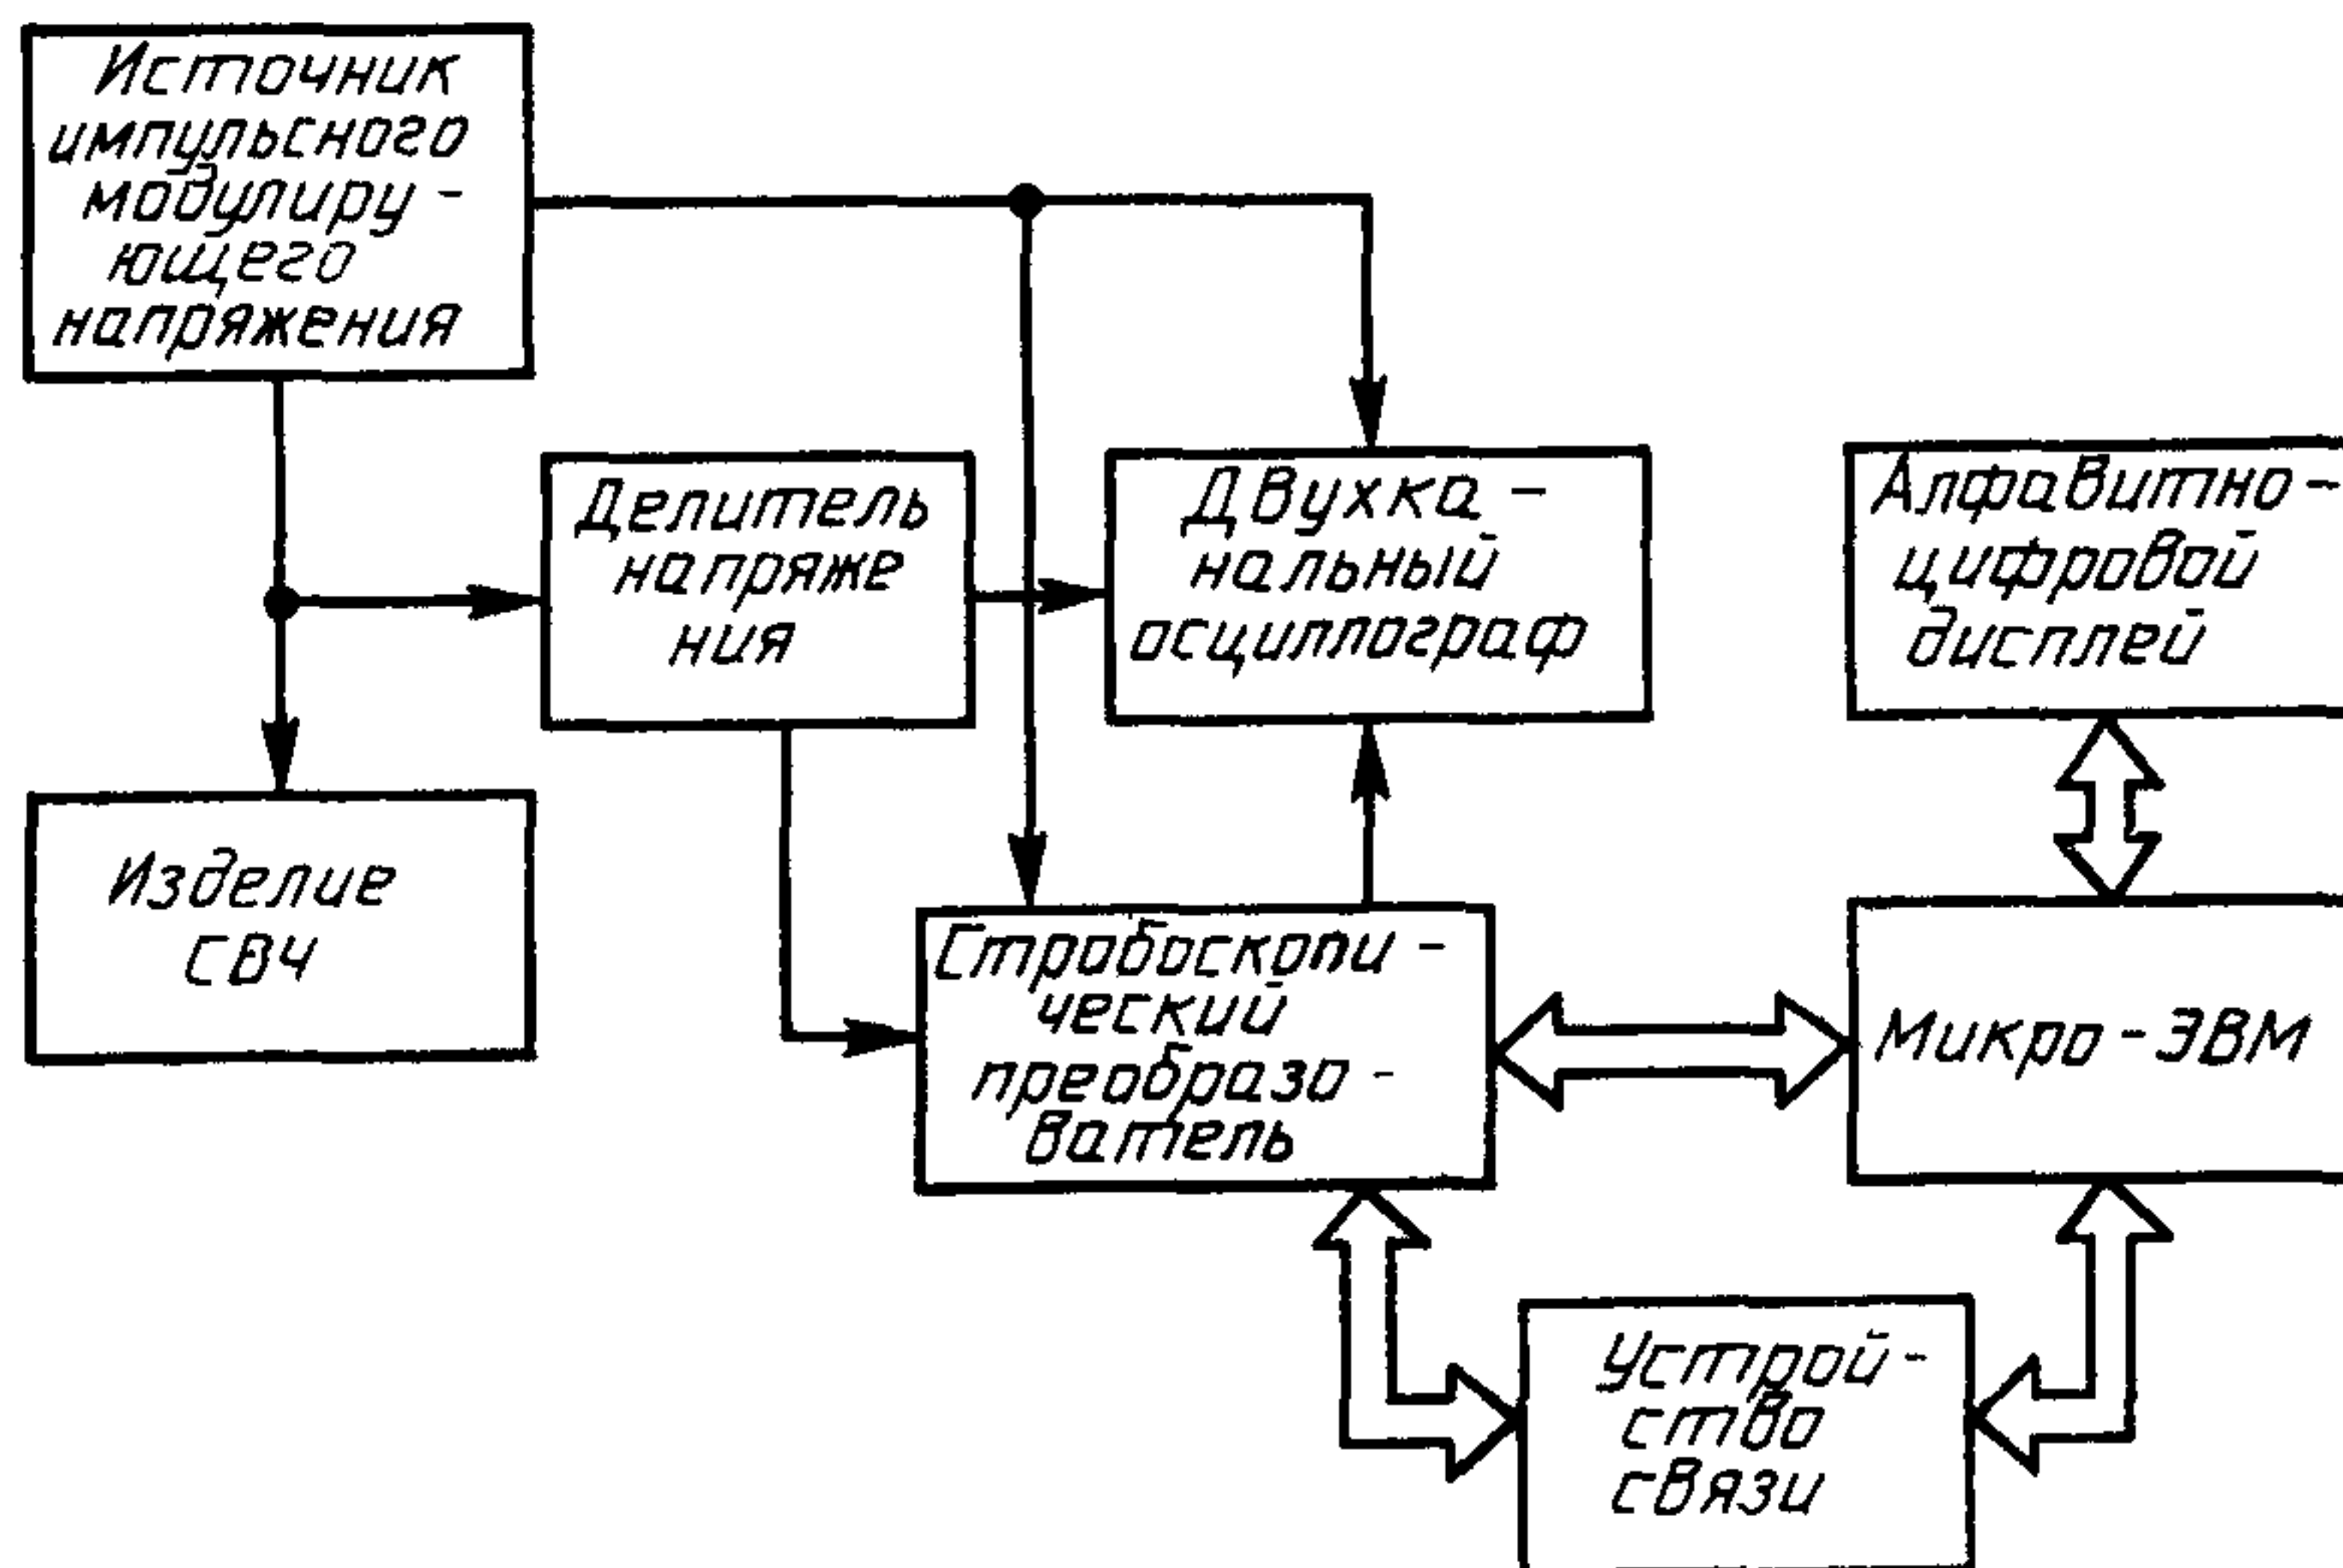 Источник
импульсного
модулиру-
ющего
напряжения
Делитель
напряже
ния
Двухка-
нальный
осциллограф
Алфавитно-
цифровой
дисплей
Изделие
СВЧ
Стробоскопи-
ческий
преобразо-
ватель
Микро-ЭВМ
Устрой-
ство
связи